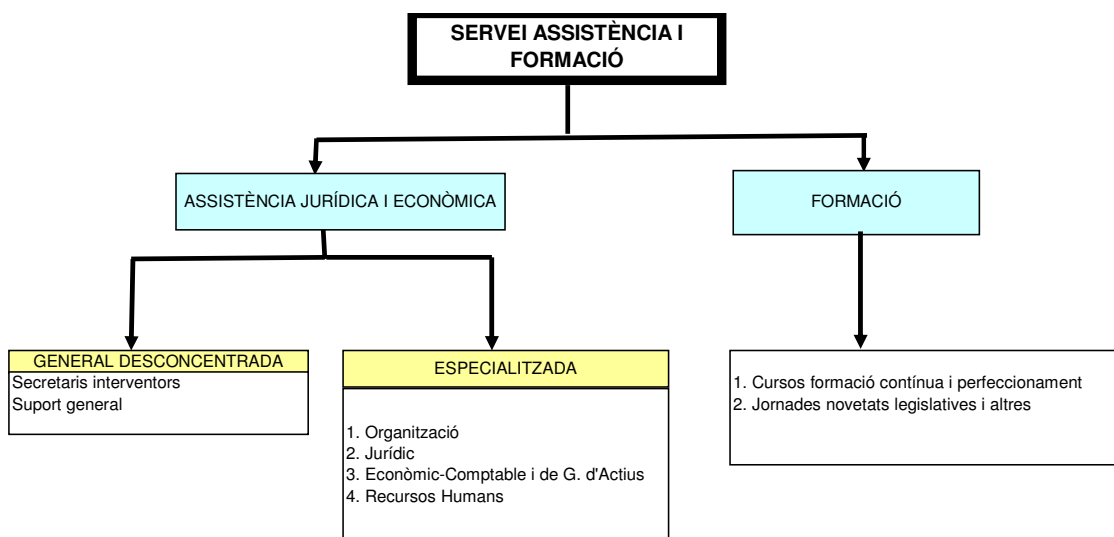 SERVEI ASSISTÈNCIA I
FORMACIÓ
ASSISTÈNCIA JURÍDICA I ECONÒMICA
FORMACIÓ
GENERAL DESCONCENTRADA
Secretaris interventors
Suport general
ESPECIALITZADA
1. Organització
2. Jurídic
3. Econòmic-Comptable i de G. d'Actius
4. Recursos Humans
1. Cursos formació contínua i perfeccionament
2. Jornades novetats legislatives i altres